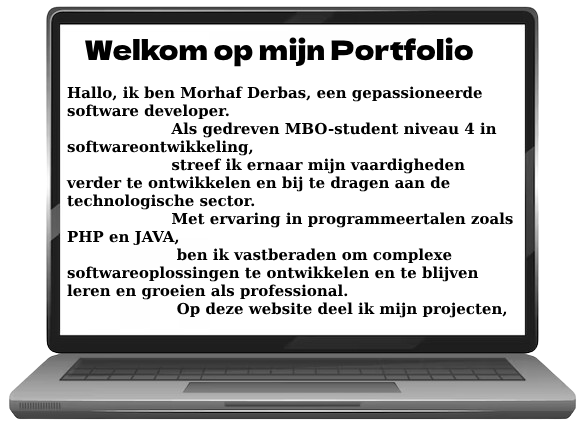 Welkom op mijn Portfolio
Hallo, ik ben Morhaf Derbas, een gepassioneerde
software developer.
Als gedreven MBO-student niveau 4 in
softwareontwikkeling,
streef ik ernaar mijn vaardigheden
verder te ontwikkelen en bij te dragen aan de
technologische sector.
Met ervaring in programmeertalen zoals
PHP en JAVA,
ben ik vastberaden om complexe
softwareoplossingen te ontwikkelen en te blijven
leren en groeien als professional.
Op deze website deel ik mijn projecten,